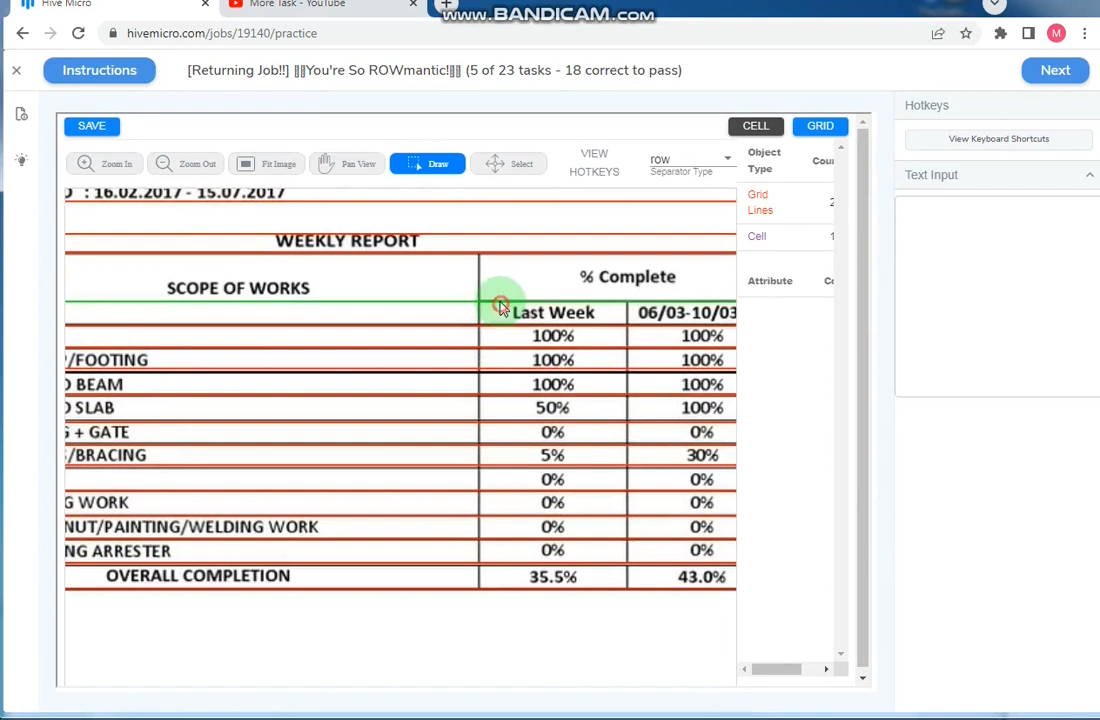 Hive Micro
More Task - YouTube
www.BANDICAM.com
hivemicro.com/jobs/19140/practice
M
Instructions
[Returning Job!!] You're So ROWmantic! (5 of 23 tasks - 18 correct to pass)
Next
SAVE
CELL
GRID
Hotkeys
View Keyboard Shortcuts
Text Input
Zoom In
Zoom Out
Fit Image
Pan View
Draw
Select
VIEW HOTKEYS
row
Separator Type
Object Type
Cou
Grid Lines
2
Cell
1
Attribute
Co
: 16.02.2017 - 15.07.2017
WEEKLY REPORT
SCOPE OF WORKS
% Complete
Last Week 06/03-10/03
100% 100%
/FOOTING 100% 100%
BEAM 100% 100%
SLAB 50% 100%
+ GATE 0% 0%
/BRACING 5% 30%
0% 0%
G WORK 0% 0%
NUT/PAINTING/WELDING WORK 0% 0%
NG ARRESTER 0% 0%
OVERALL COMPLETION 35.5% 43.0%